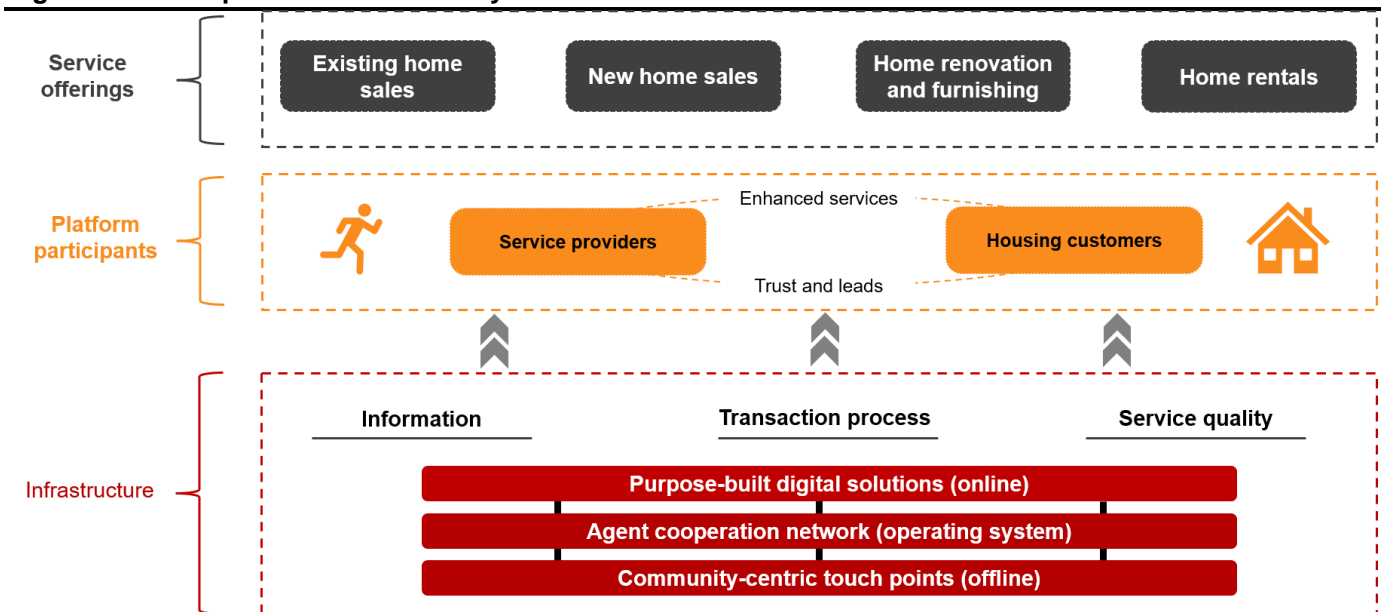 Service
offerings
Existing home
sales
New home sales
Home renovation
and furnishing
Home rentals
Platform
participants
Enhanced services
Service providers
Housing customers
Trust and leads
Infrastructure
Information
Transaction process
Service quality
Purpose-built digital solutions (online)
Agent cooperation network (operating system)
Community-centric touch points (offline)